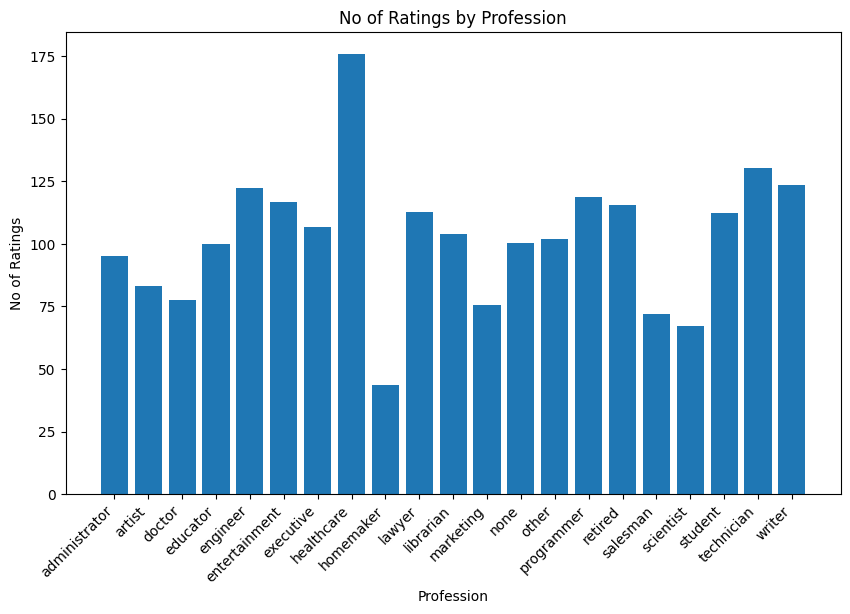 No of Ratings by Profession
No of Ratings
175
150
125
100
75
50
25
0
administrator
artist
doctor
educator
engineer
entertainment
executive
healthcare
homemaker
lawyer
librarian
marketing
none
other
programmer
retired
salesman
scientist
student
technician
writer
Profession